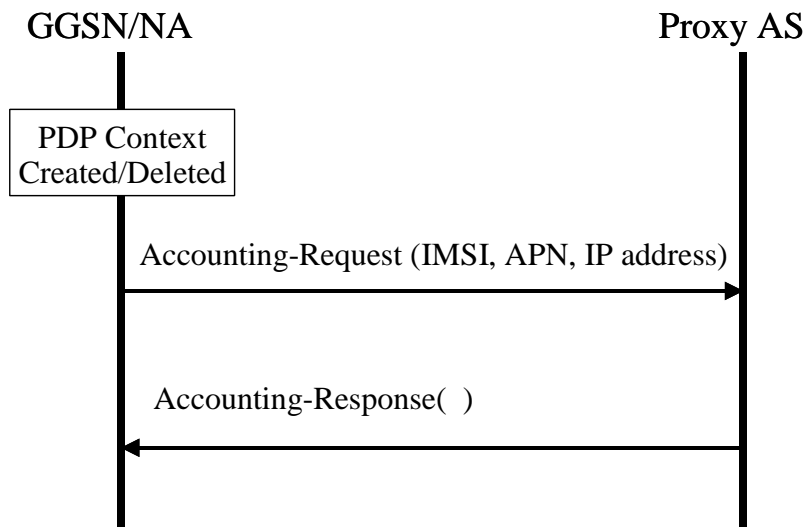 GGSN/NA
Proxy AS
PDP Context
Created/Deleted
Accounting-Request (IMSI, APN, IP address)
Accounting-Response( )